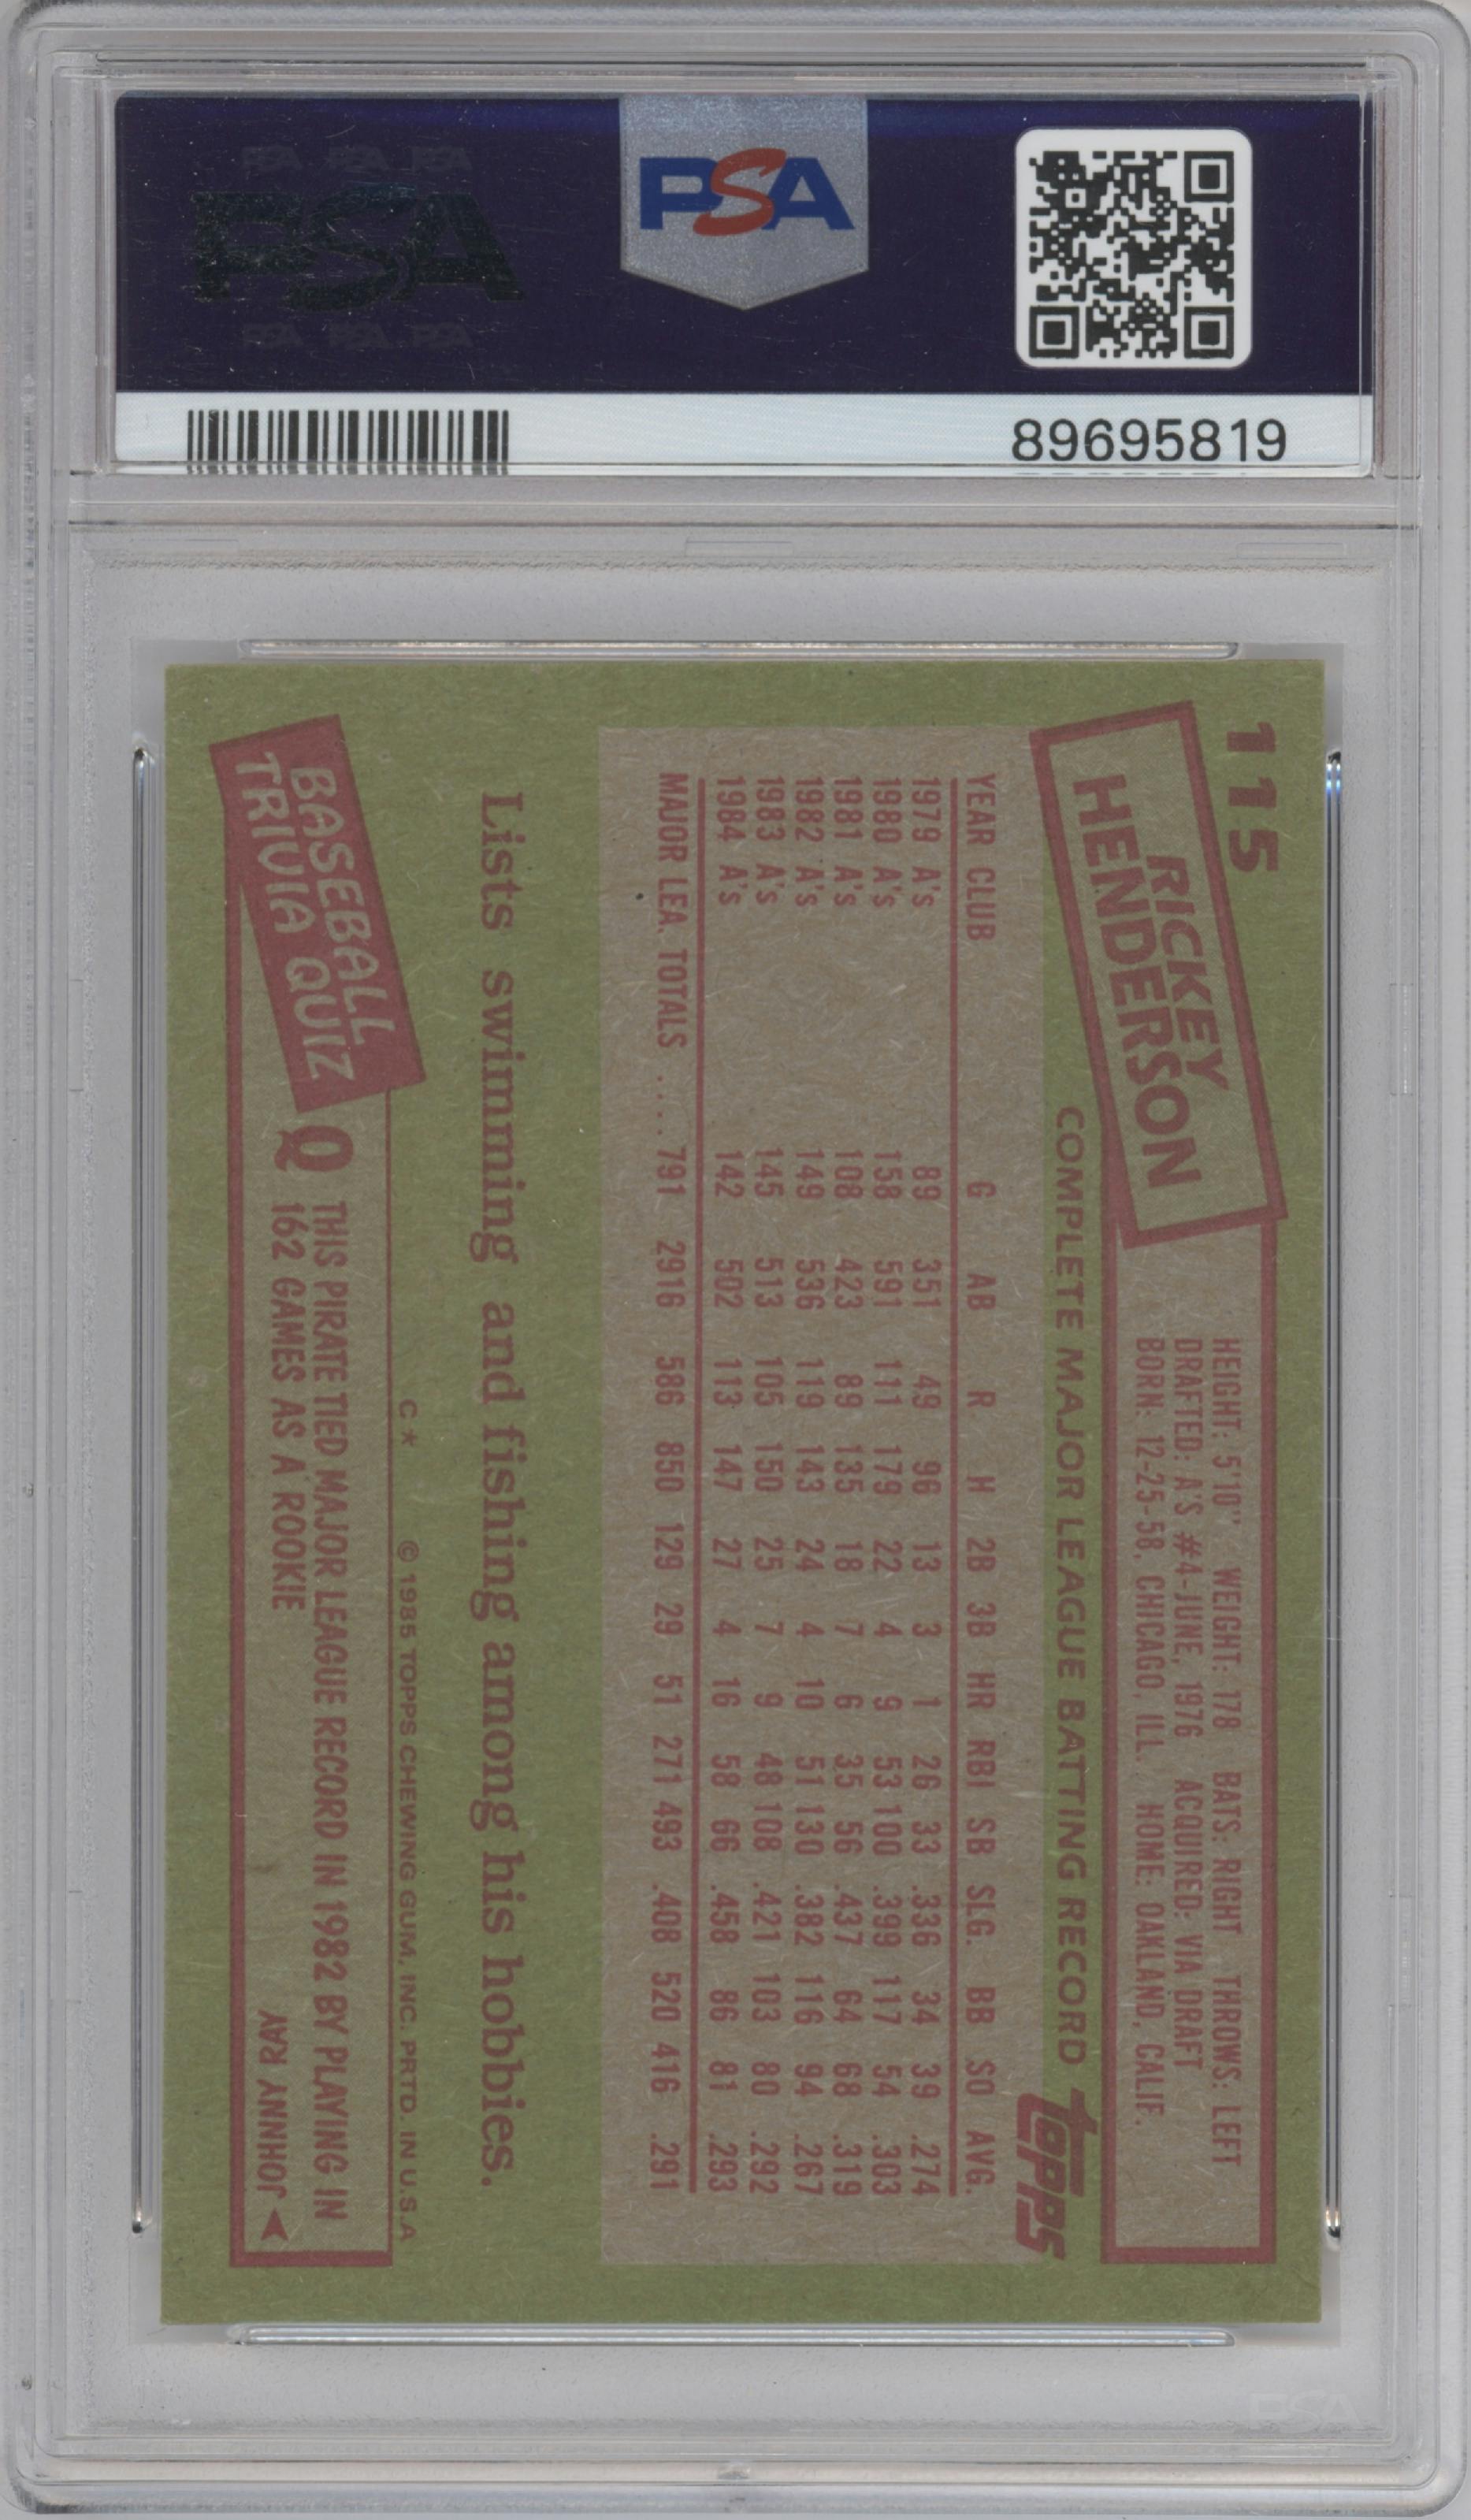 PSA PSA PSA
PSA
PSA PSA PSA
PSA
89695819
115
RICKEY
HENDERSON
HEIGHT: 5'10" WEIGHT: 178 BATS: RIGHT THROWS: LEFT
DRAFTED: A'S #4-JUNE, 1976 ACQUIRED: VIA DRAFT
BORN: 12-25-58, CHICAGO, ILL. HOME: OAKLAND, CALIF.
COMPLETE MAJOR LEAGUE BATTING RECORD
topps
YEAR CLUB G AB R H 2B 3B HR RBI SB SLG. BB SO AVG.
1979 A's 89 351 49 96 13 3 1 26 33 .336 34 39 .274
1980 A's 158 591 111 179 22 4 9 53 100 .399 117 54 .303
1981 A's 108 423 89 135 18 7 6 35 56 .437 64 68 .319
1982 A's 149 536 119 143 24 4 10 51 130 .382 116 94 .267
1983 A's 145 513 105 150 25 7 9 48 108 .421 103 80 .292
1984 A's 142 502 113 147 27 4 16 58 66 .458 86 81 .293
MAJOR LEA. TOTALS .... 791 2916 586 850 129 29 51 271 493 .408 520 416 .291
Lists swimming and fishing among his hobbies.
C* © 1985 TOPPS CHEWING GUM, INC. PRTD. IN U.S.A
BASEBALL
TRIVIA QUIZ
Q THIS PIRATE TIED MAJOR LEAGUE RECORD IN 1982 BY PLAYING IN
162 GAMES AS A ROOKIE
JOHNNY RAY
PSA